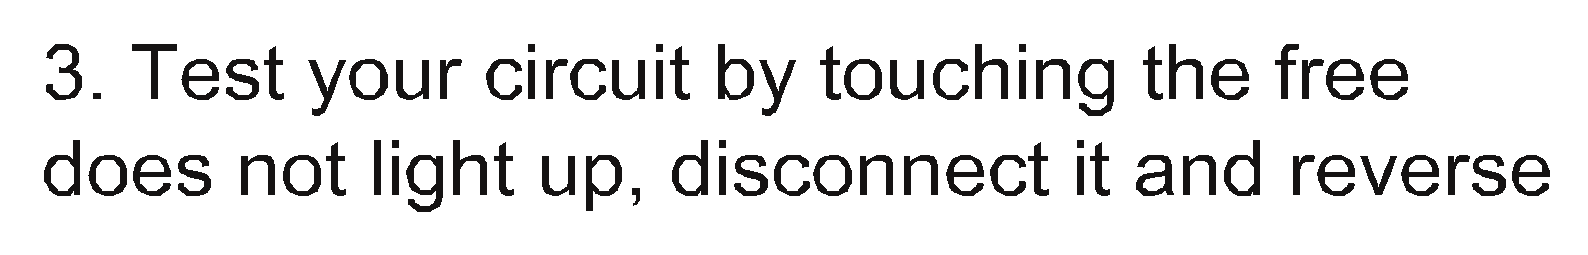 3. Test your circuit by touching the free
does not light up, disconnect it and reverse